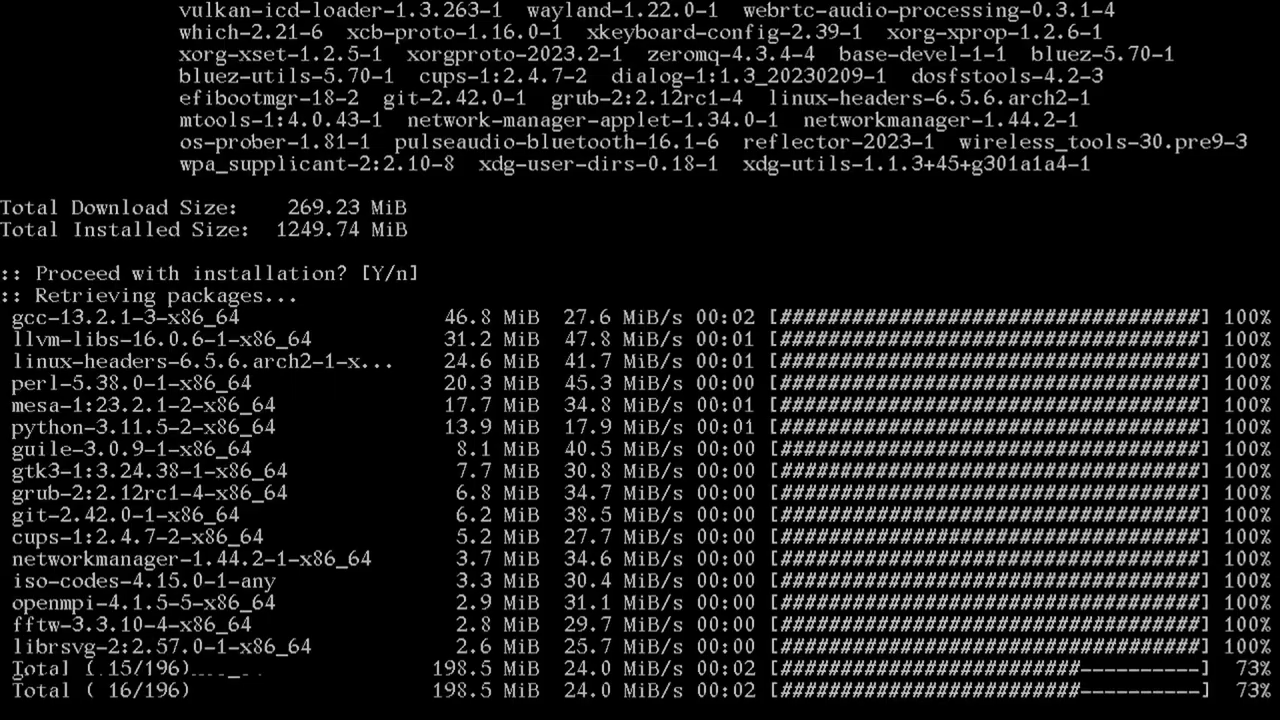 vulkan-icd-loader-1.3.263-1  wayland-1.22.0-1  webrtc-audio-processing-0.3.1-4
which-2.21-6  xcb-proto-1.16.0-1  xkeyboard-config-2.39-1  xorg-xprop-1.2.6-1
xorg-xset-1.2.5-1  xorgproto-2023.2-1  zeromq-4.3.4-4  base-devel-1-1  bluez-5.70-1
bluez-utils-5.70-1  cups-1:2.4.7-2  dialog-1:1.3_20230209-1  dosfstools-4.2-3
efibootmgr-18-2  git-2.42.0-1  grub-2:2.12rc1-4  linux-headers-6.5.6.arch2-1
mtools-1:4.0.43-1  network-manager-applet-1.34.0-1  networkmanager-1.44.2-1
os-prober-1.81-1  pulseaudio-bluetooth-16.1-6  reflector-2023-1  wireless_tools-30.pre9-3
wpa_supplicant-2:2.10-8  xdg-user-dirs-0.18-1  xdg-utils-1.1.3+45+g301a1a4-1
Total Download Size:    269.23 MiB
Total Installed Size:  1249.74 MiB
:: Proceed with installation? [Y/n]
:: Retrieving packages...
gcc-13.2.1-3-x86_64 46.8 MiB 27.6 MiB/s 00:02 [###################################] 100%
llvm-libs-16.0.6-1-x86_64 31.2 MiB 47.8 MiB/s 00:01 [###################################] 100%
linux-headers-6.5.6.arch2-1-x... 24.6 MiB 41.7 MiB/s 00:01 [###################################] 100%
perl-5.38.0-1-x86_64 20.3 MiB 45.3 MiB/s 00:00 [###################################] 100%
mesa-1:23.2.1-2-x86_64 17.7 MiB 34.8 MiB/s 00:01 [###################################] 100%
python-3.11.5-2-x86_64 13.9 MiB 17.9 MiB/s 00:01 [###################################] 100%
guile-3.0.9-1-x86_64 8.1 MiB 40.5 MiB/s 00:00 [###################################] 100%
gtk3-1:3.24.38-1-x86_64 7.7 MiB 30.8 MiB/s 00:00 [###################################] 100%
grub-2:2.12rc1-4-x86_64 6.8 MiB 34.7 MiB/s 00:00 [###################################] 100%
git-2.42.0-1-x86_64 6.2 MiB 38.5 MiB/s 00:00 [###################################] 100%
cups-1:2.4.7-2-x86_64 5.2 MiB 27.7 MiB/s 00:00 [###################################] 100%
networkmanager-1.44.2-1-x86_64 3.7 MiB 34.6 MiB/s 00:00 [###################################] 100%
iso-codes-4.15.0-1-any 3.3 MiB 30.4 MiB/s 00:00 [###################################] 100%
openmpi-4.1.5-5-x86_64 2.9 MiB 31.1 MiB/s 00:00 [###################################] 100%
fftw-3.3.10-4-x86_64 2.8 MiB 29.7 MiB/s 00:00 [###################################] 100%
librsvg-2:2.57.0-1-x86_64 2.6 MiB 25.7 MiB/s 00:00 [###################################] 100%
Total ( 15/196) 198.5 MiB 24.0 MiB/s 00:02 [#########################----------] 73%
Total ( 16/196) 198.5 MiB 24.0 MiB/s 00:02 [#########################----------] 73%